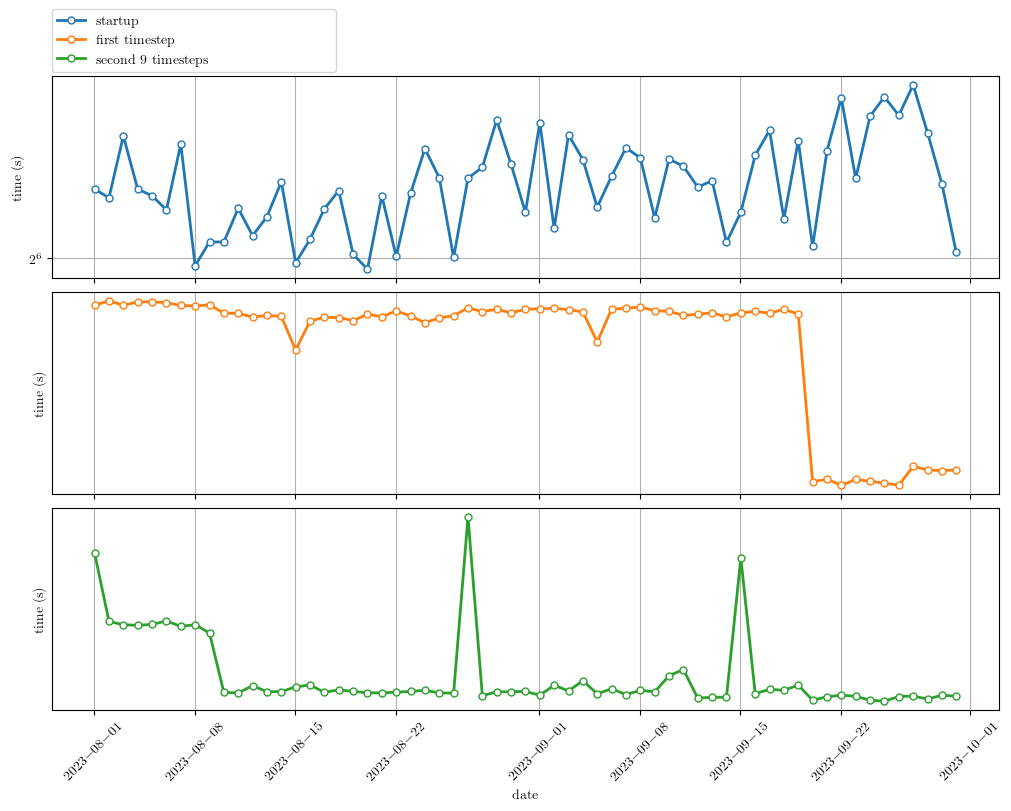 startup
first timestep
second 9 timesteps
time (s)
2^6
time (s)
time (s)
2023−08−01
2023−08−08
2023−08−15
2023−08−22
2023−09−01
2023−09−08
2023−09−15
2023−09−22
2023−10−01
date